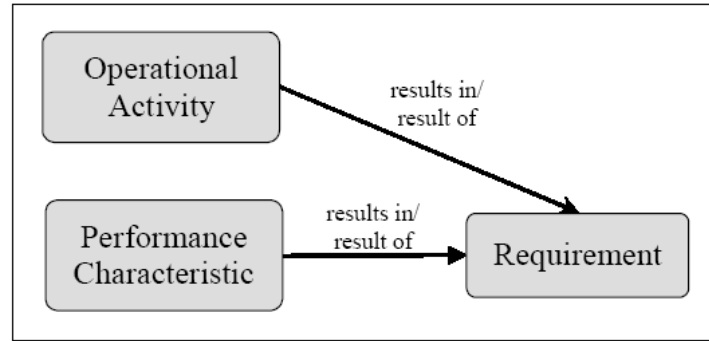 Operational
Activity
results in/
result of
Performance
Characteristic
results in/
result of
Requirement